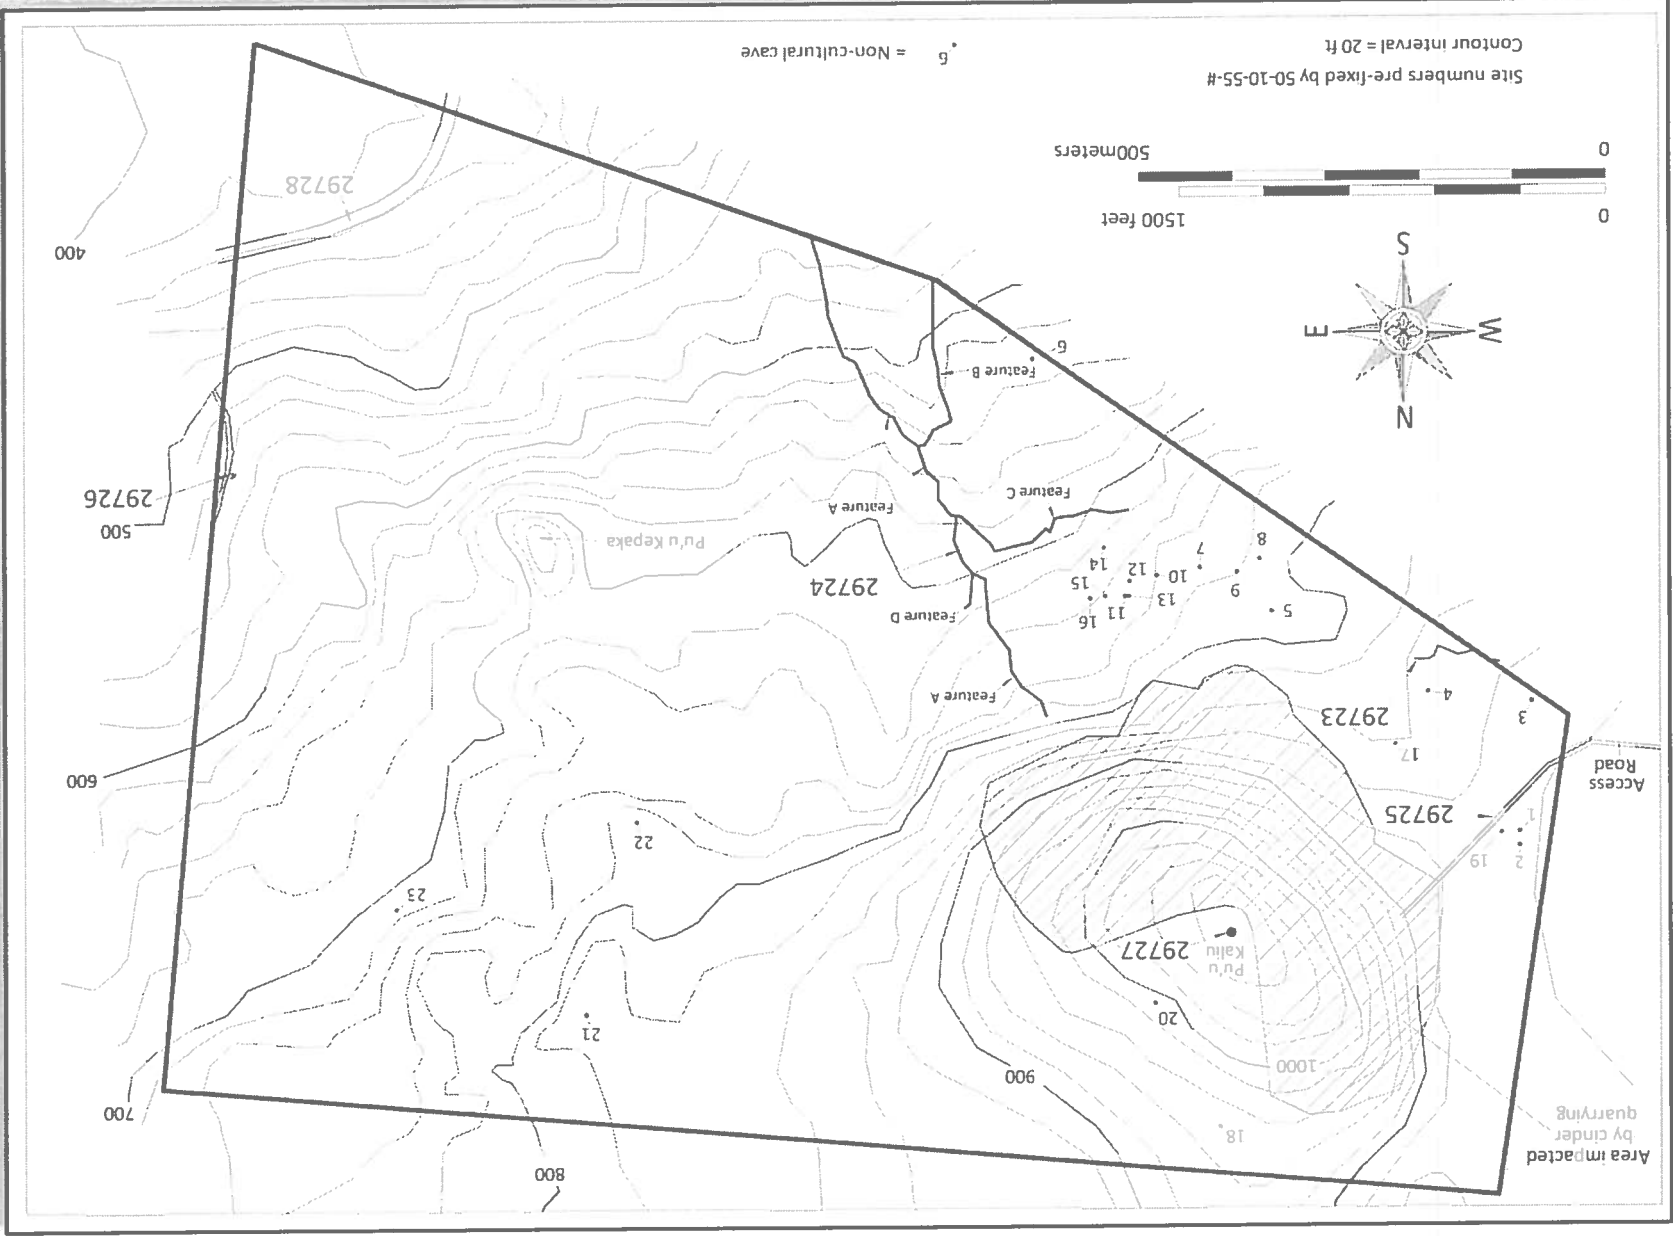 800
Area impacted
by cinder
quarrying
18
700
1000
900
21
20
Pu'u
Kaliu
29727
23
2
19
22
1
29725
Access
Road
600
17
29723
3
4
Feature A
16
Feature D
5
11
13
9
15
29724
12
10
14
7
8
Pu'u Kepaka
500
Feature A
29726
Feature C
N
Feature B
6
W
E
S
400
0
1500 feet
29728
0
500meters
Site numbers pre-fixed by 50-10-55-#
Contour interval = 20 ft
6 = Non-cultural cave